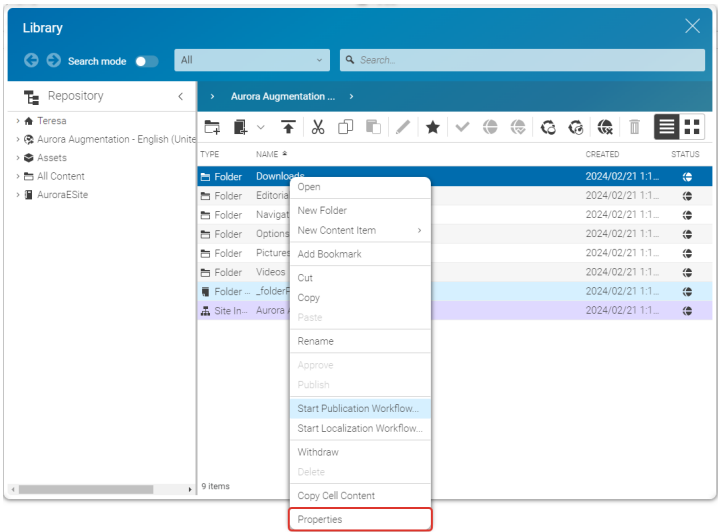 Library
Search mode
All
Search...
Repository
Aurora Augmentation ...
Teresa
Aurora Augmentation - English (Unite
Assets
All Content
AuroraESite
TYPE NAME CREATED STATUS
Folder Downloads 2024/02/21 1:1...
Folder Editoria 2024/02/21 1:1...
Folder Navigat 2024/02/21 1:1...
Folder Options 2024/02/21 1:1...
Folder Pictures 2024/02/21 1:1...
Folder Videos 2024/02/21 1:1...
Folder ... _folderP 2024/02/21 1:1...
Site In... Aurora A 2024/02/21 1:1...
Open
New Folder
New Content Item
Add Bookmark
Cut
Copy
Paste
Rename
Approve
Publish
Start Publication Workflow...
Start Localization Workflow...
Withdraw
Delete
Copy Cell Content
Properties
9 items